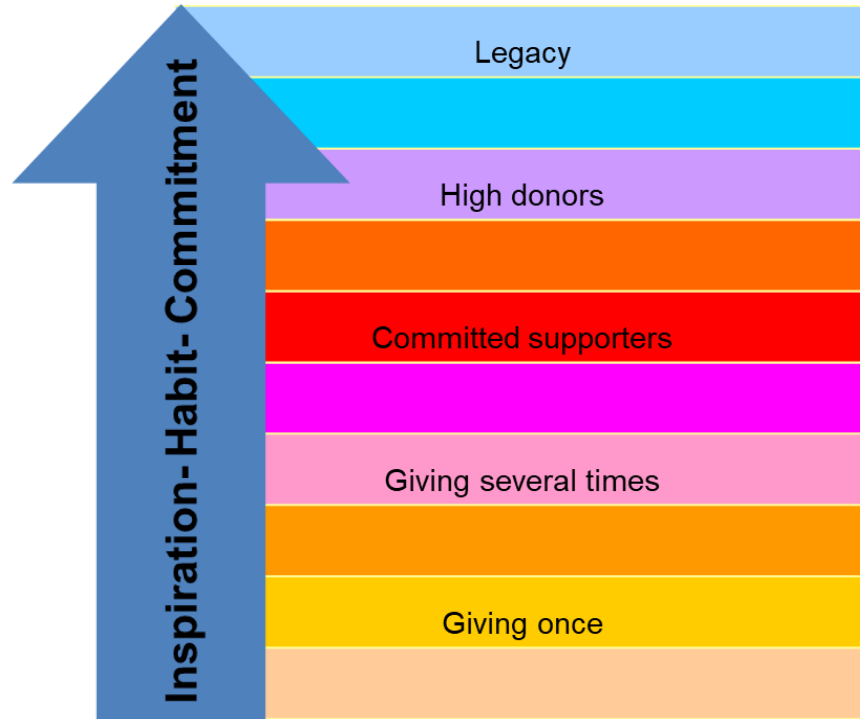 Legacy
High donors
Committed supporters
Giving several times
Giving once
Inspiration- Habit- Commitment